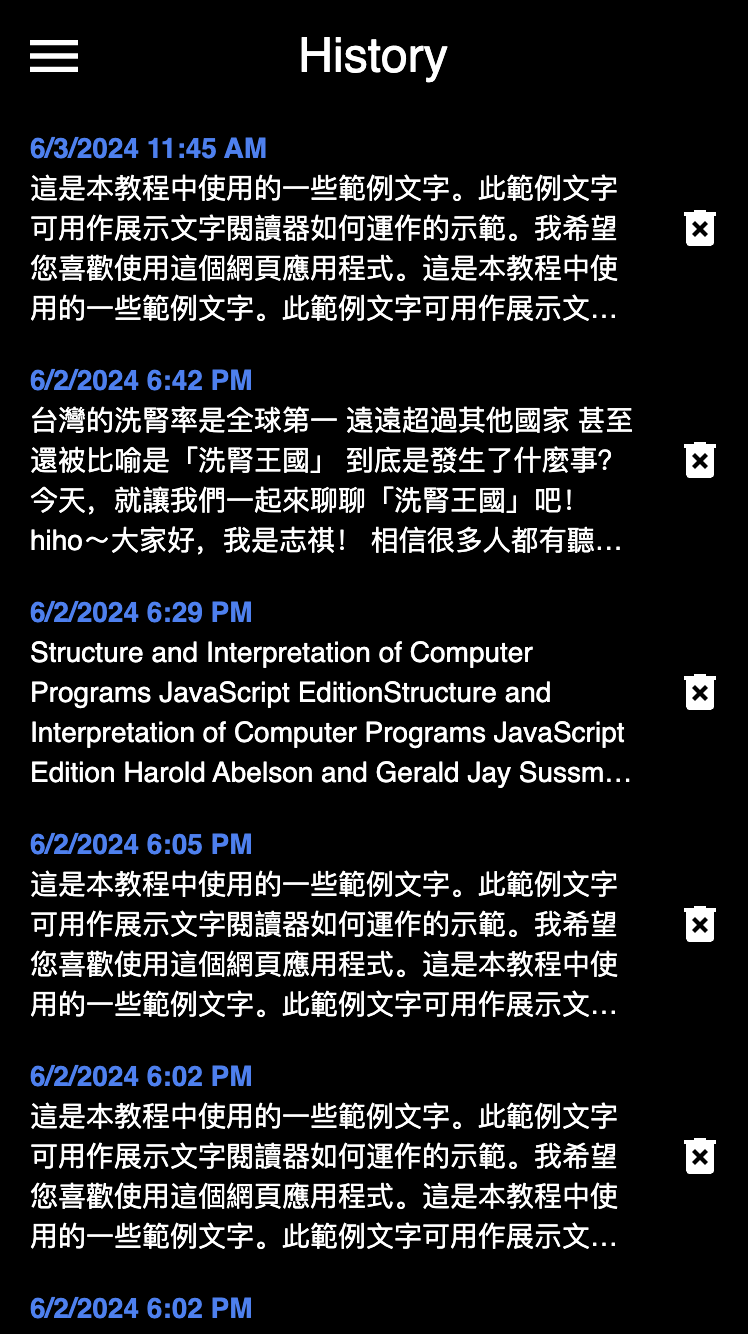 History
6/3/2024 11:45 AM
這是本教程中使用的一些範例文字。此範例文字
可用作展示文字閱讀器如何運作的示範。我希望
您喜歡使用這個網頁應用程式。這是本教程中使
用的一些範例文字。此範例文字可用作展示文…
6/2/2024 6:42 PM
台灣的洗腎率是全球第一 遠遠超過其他國家 甚至
還被比喻是「洗腎王國」 到底是發生了什麼事?
今天，就讓我們一起來聊聊「洗腎王國」吧！
hiho～大家好，我是志祺！ 相信很多人都有聽…
6/2/2024 6:29 PM
Structure and Interpretation of Computer
Programs JavaScript EditionStructure and
Interpretation of Computer Programs JavaScript
Edition Harold Abelson and Gerald Jay Sussm…
6/2/2024 6:05 PM
這是本教程中使用的一些範例文字。此範例文字
可用作展示文字閱讀器如何運作的示範。我希望
您喜歡使用這個網頁應用程式。這是本教程中使
用的一些範例文字。此範例文字可用作展示文…
6/2/2024 6:02 PM
這是本教程中使用的一些範例文字。此範例文字
可用作展示文字閱讀器如何運作的示範。我希望
您喜歡使用這個網頁應用程式。這是本教程中使
用的一些範例文字。此範例文字可用作展示文…
6/2/2024 6:02 PM